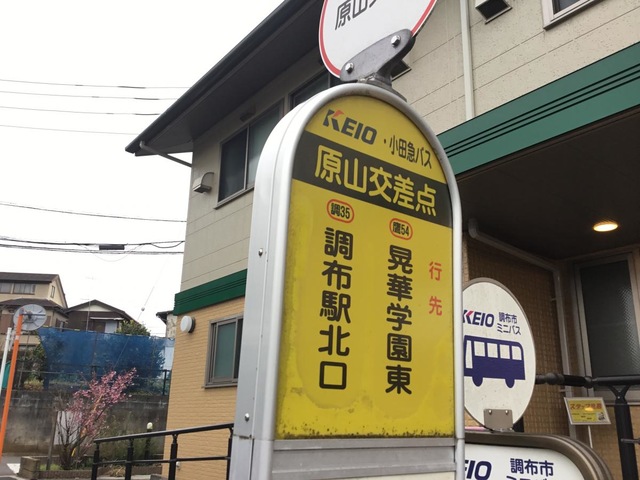 原山交
KEIO・小田急バス
原山交差点
行先
鷹54
晃華学園東
調35
調布駅北口
KEIO
調布市
ミニバス
KEIO
調布市